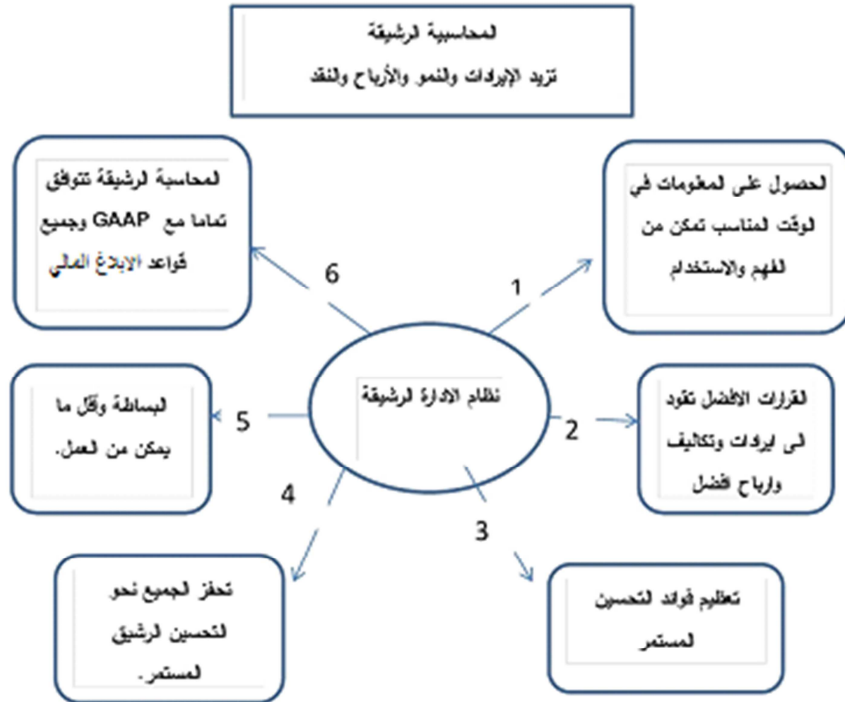 المحاسبية الرشيقة
تزيد الإيرادات والنمو والأرباح والنقد
الحصول على المعلومات في
الوقت المناسب تمكن من
الفهم والاستخدام
1
القرارات الافضل تقود
الى ايرادات وتكاليف
وارباح افضل
2
تعظيم فوائد التحسين
المستمر
3
تحفز الجميع نحو
التحسين الرشيق
المستمر.
4
البساطة وأقل ما
يمكن من العمل.
5
المحاسبة الرشيقة تتوافق
تماما مع GAAP وجميع
قواعد الابلاغ المالي
6
نظام الادارة الرشيقة